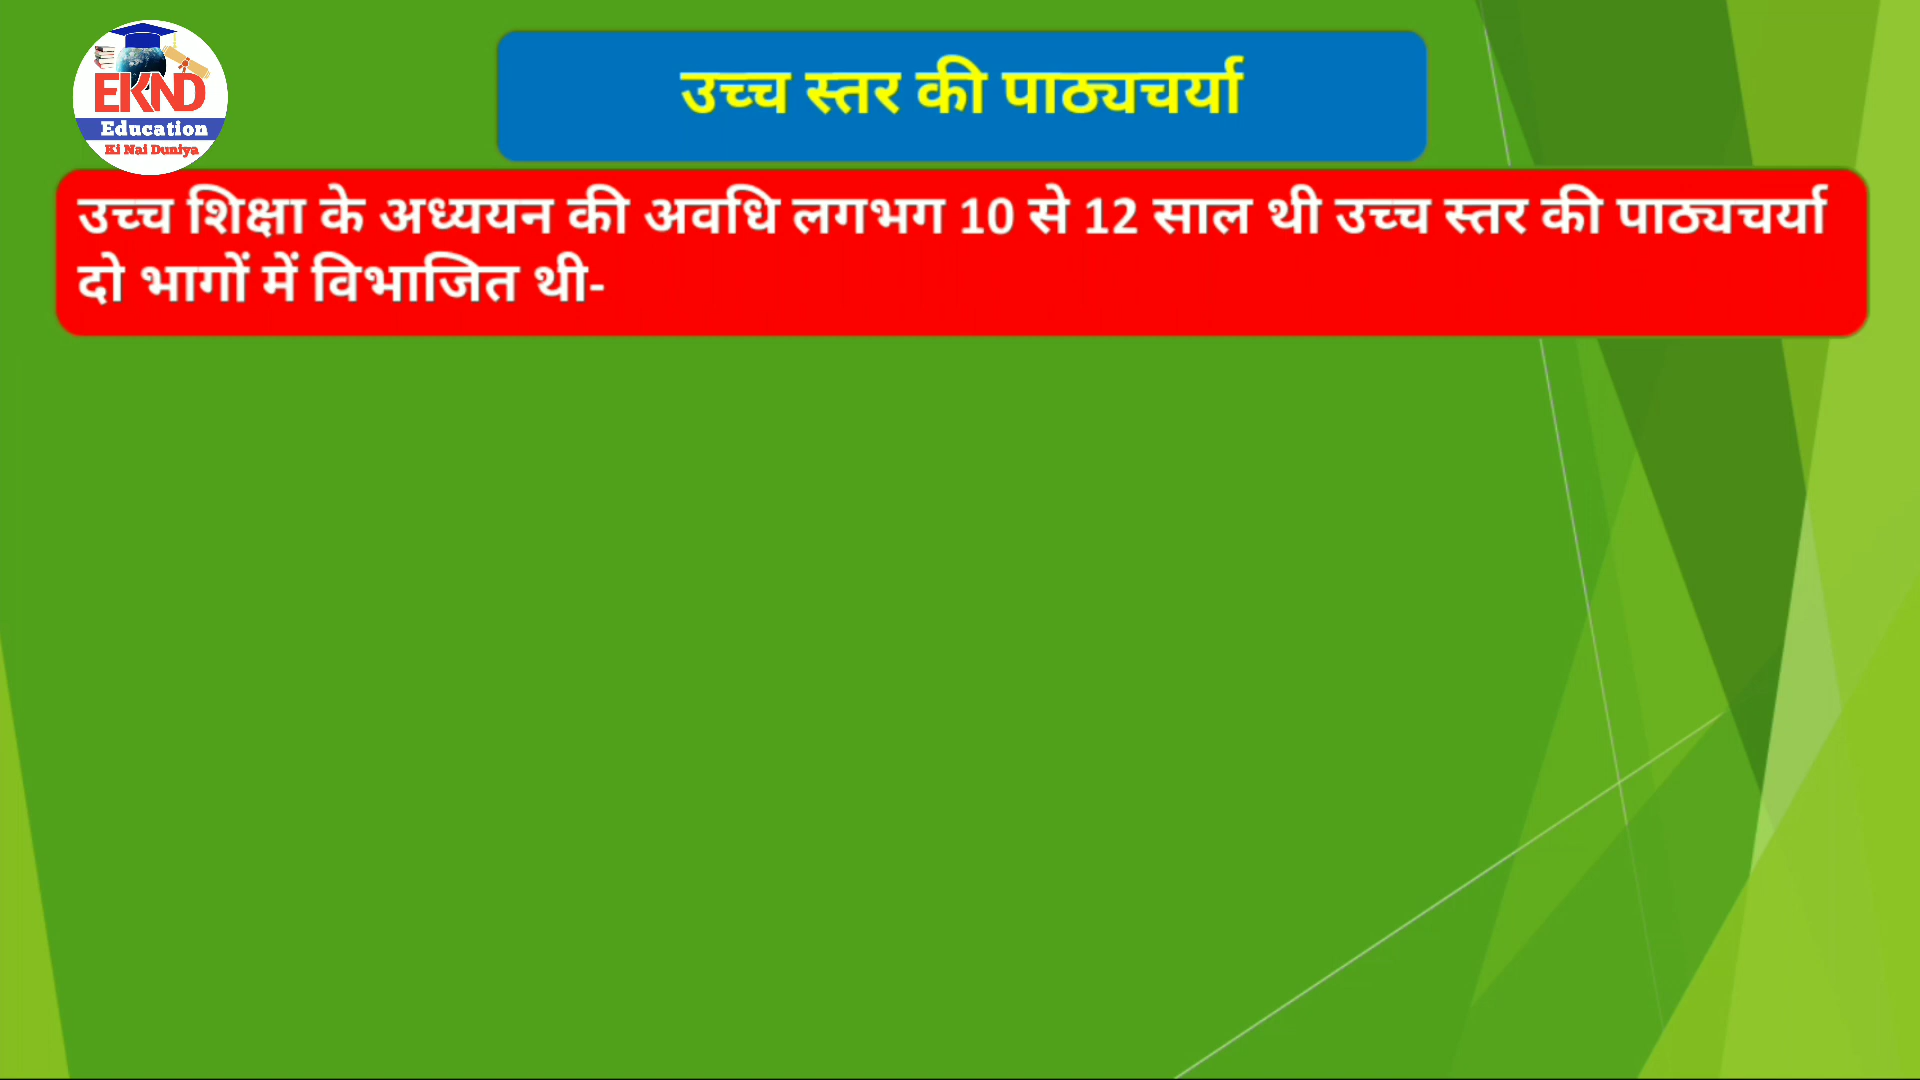 EKND
Education
Ki Nai Duniya
उच्च स्तर की पाठ्यचर्या
उच्च शिक्षा के अध्ययन की अवधि लगभग 10 से 12 साल थी उच्च स्तर की पाठ्यचर्या
दो भागों में विभाजित थी-